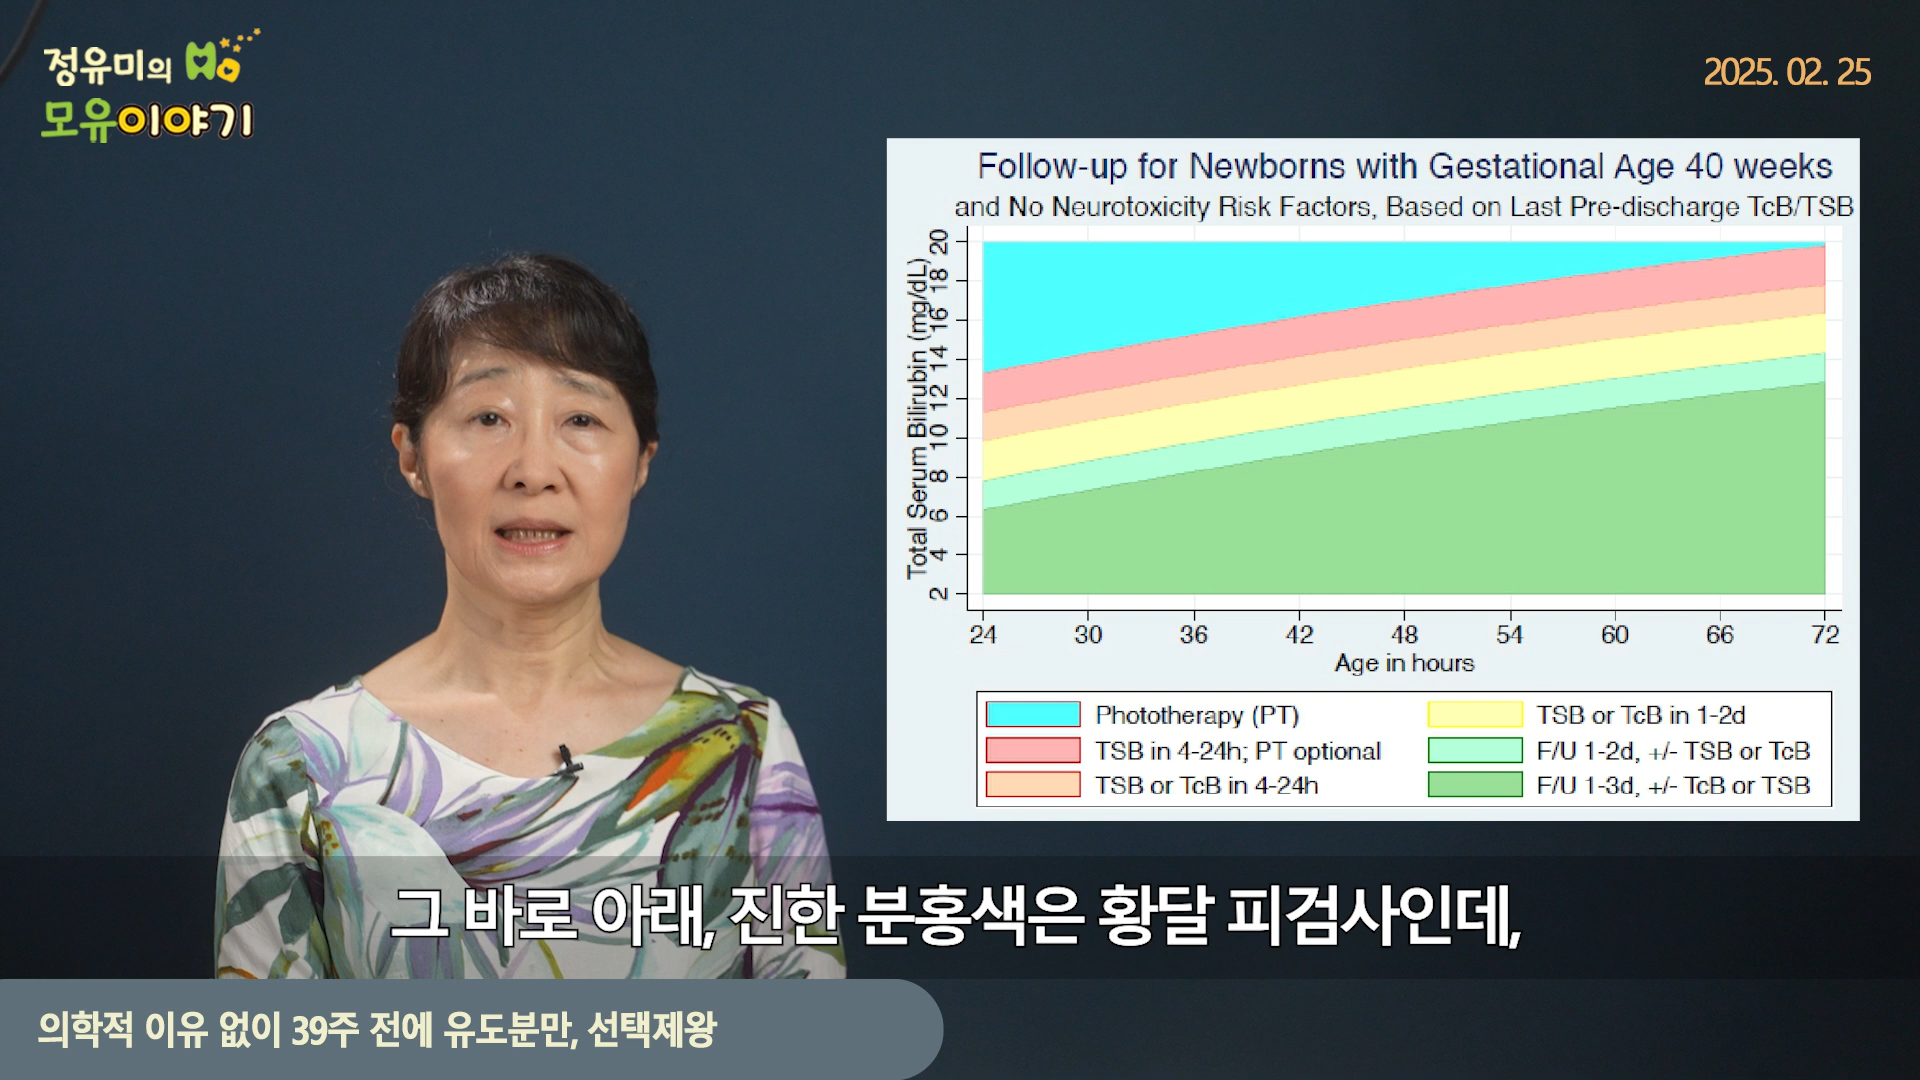 정유미의
모유이야기
2025. 02. 25
Follow-up for Newborns with Gestational Age 40 weeks
and No Neurotoxicity Risk Factors, Based on Last Pre-discharge TcB/TSB
Total Serum Bilirubin (mg/dL)
20
18
16
14
12
10
8
6
4
2
24 30 36 42 48 54 60 66 72
Age in hours
Phototherapy (PT)
TSB in 4-24h; PT optional
TSB or TcB in 4-24h
TSB or TcB in 1-2d
F/U 1-2d, +/- TSB or TcB
F/U 1-3d, +/- TcB or TSB
그 바로 아래, 진한 분홍색은 황달 피검사인데,
의학적 이유 없이 39주 전에 유도분만, 선택제왕